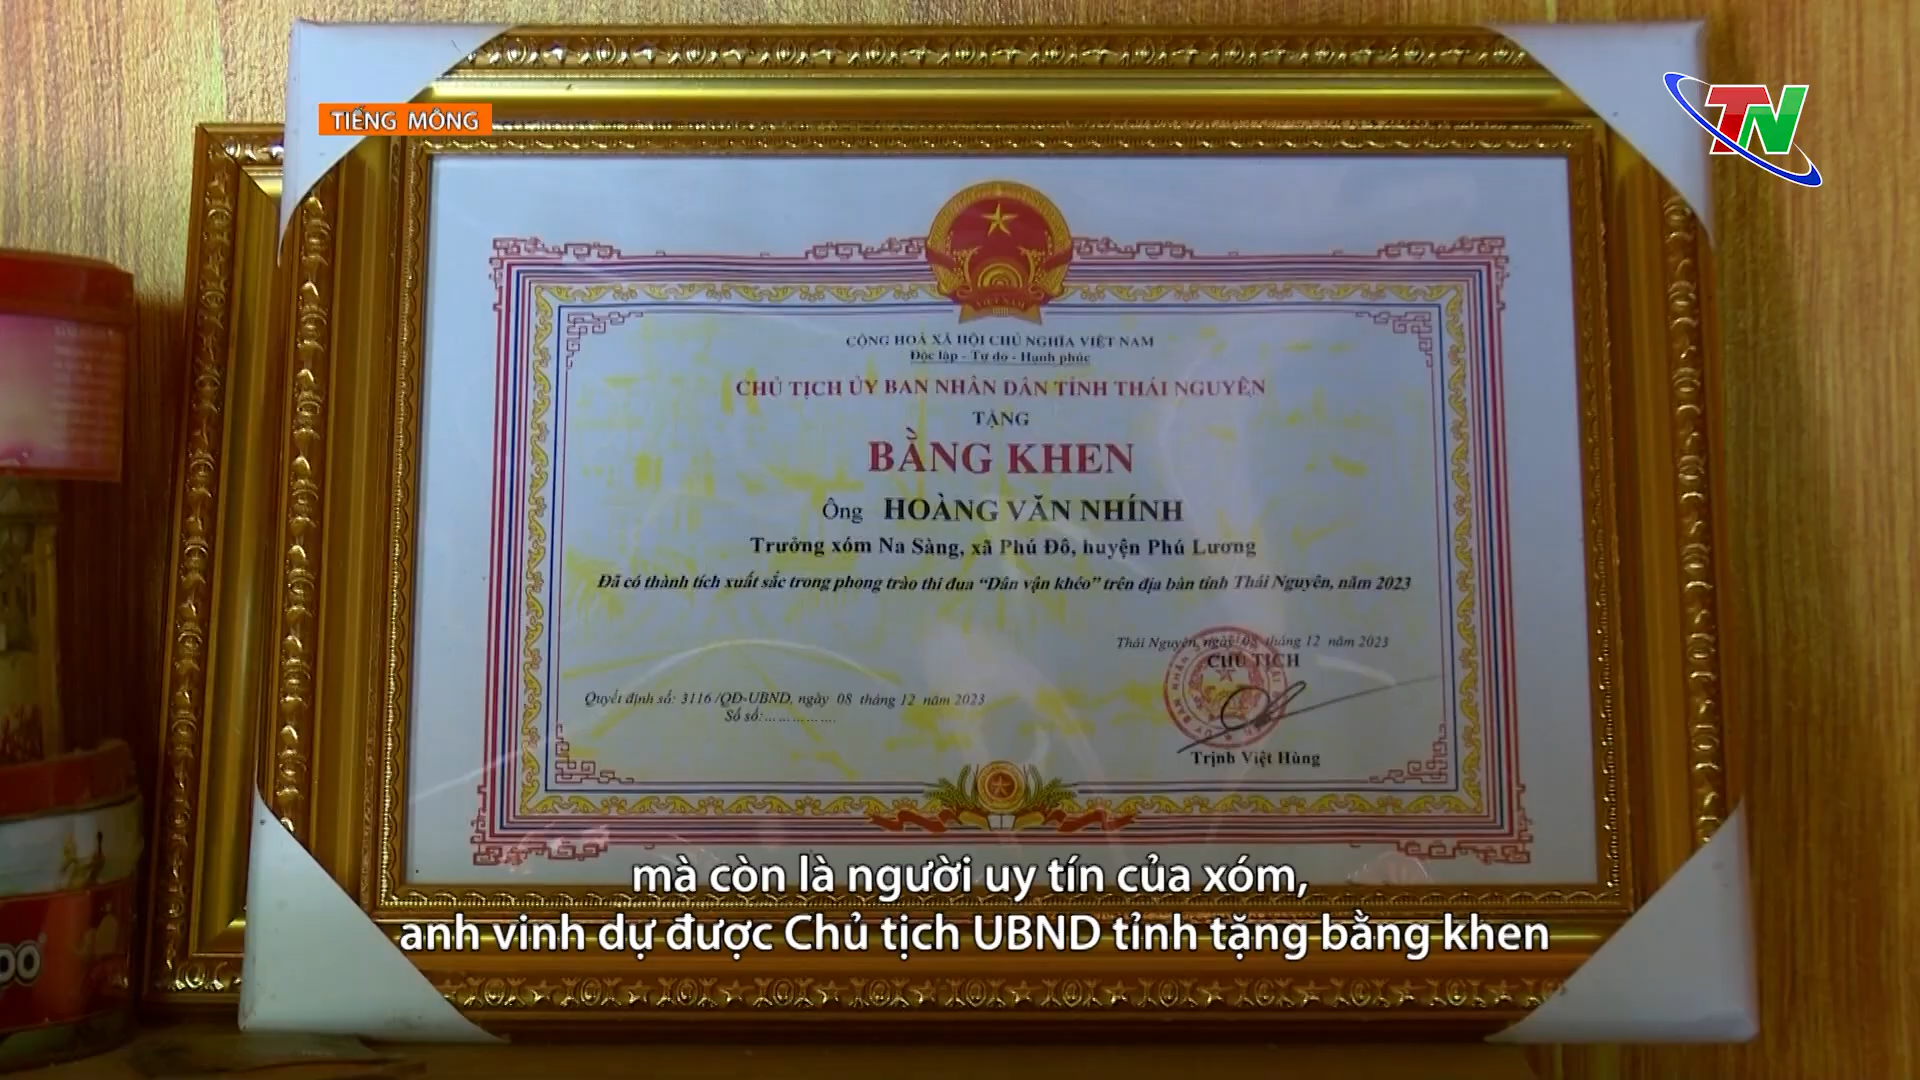 TIẾNG MÔNG
TN
VIỆT NAM
CỘNG HOÀ XÃ HỘI CHỦ NGHĨA VIỆT NAM
Độc lập - Tự do - Hạnh phúc
CHỦ TỊCH ỦY BAN NHÂN DÂN TỈNH THÁI NGUYÊN
TẶNG
BẰNG KHEN
Ông HOÀNG VĂN NHÍNH
Trưởng xóm Na Sàng, xã Phú Đô, huyện Phú Lương
Đã có thành tích xuất sắc trong phong trào thi đua “Dân vận khéo” trên địa bàn tỉnh Thái Nguyên, năm 2023
Thái Nguyên, ngày 08 tháng 12 năm 2023
CHỦ TỊCH
Quyết định số: 3116 /QĐ-UBND, ngày 08 tháng 12 năm 2023
Số sổ:...............
Trịnh Việt Hùng
mà còn là người uy tín của xóm,
anh vinh dự được Chủ tịch UBND tỉnh tặng bằng khen